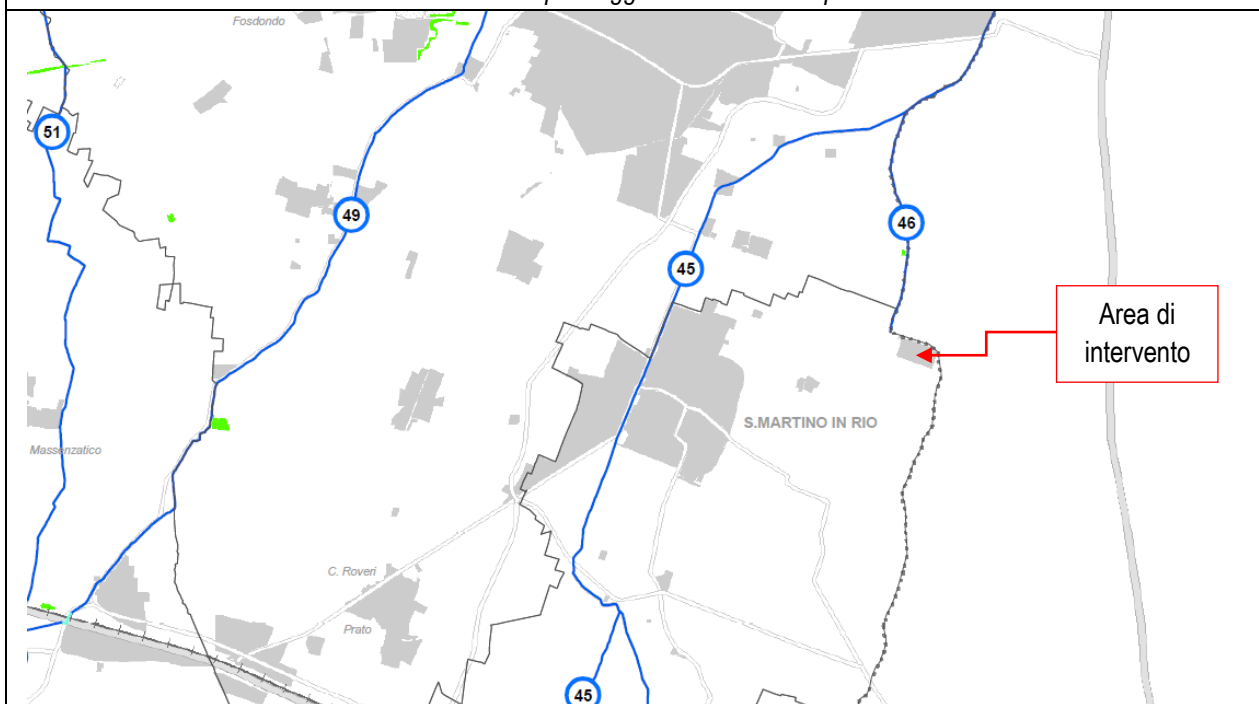 Fosdondo
51
49
46
45
Area di
intervento
S.MARTINO IN RIO
Massenzatico
C. Roveri
Prato
45